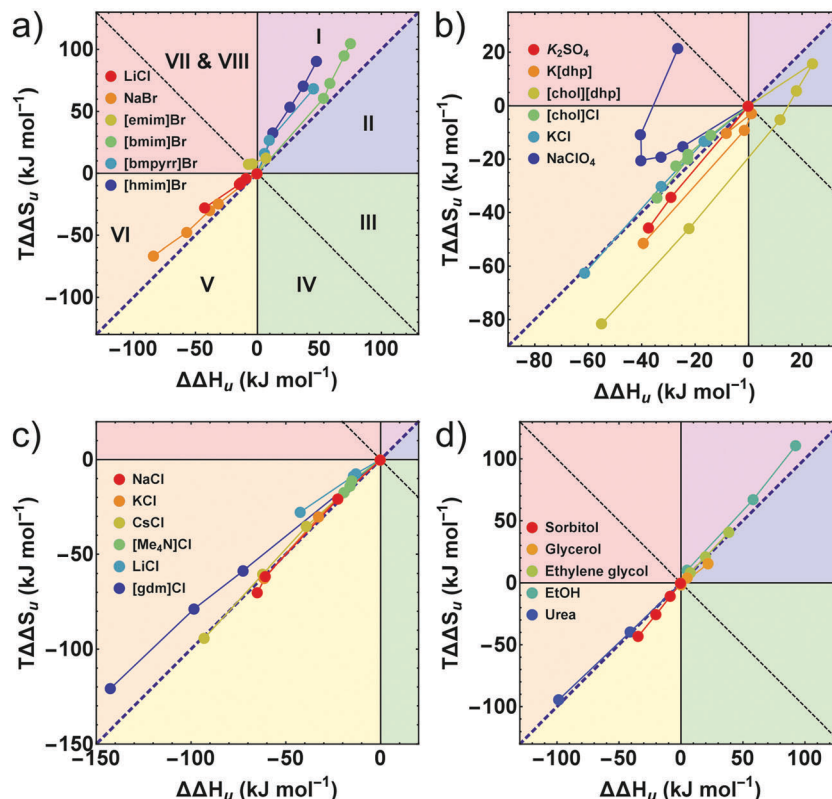 a)
TΔΔSᵤ (kJ mol⁻¹)
100
50
0
−50
−100
VII & VIII
I
II
III
IV
V
VI
LiCl
NaBr
[emim]Br
[bmim]Br
[bmpyrr]Br
[hmim]Br
−100 −50 0 50 100
ΔΔHᵤ (kJ mol⁻¹)
b)
TΔΔSᵤ (kJ mol⁻¹)
20
0
−20
−40
−60
−80
K₂SO₄
K[dhp]
[chol][dhp]
[chol]Cl
KCl
NaClO₄
−80 −60 −40 −20 0 20
ΔΔHᵤ (kJ mol⁻¹)
c)
TΔΔSᵤ (kJ mol⁻¹)
0
−50
−100
−150
NaCl
KCl
CsCl
[Me₄N]Cl
LiCl
[gdm]Cl
−150 −100 −50 0
ΔΔHᵤ (kJ mol⁻¹)
d)
TΔΔSᵤ (kJ mol⁻¹)
100
50
0
−50
−100
Sorbitol
Glycerol
Ethylene glycol
EtOH
Urea
−100 −50 0 50 100
ΔΔHᵤ (kJ mol⁻¹)